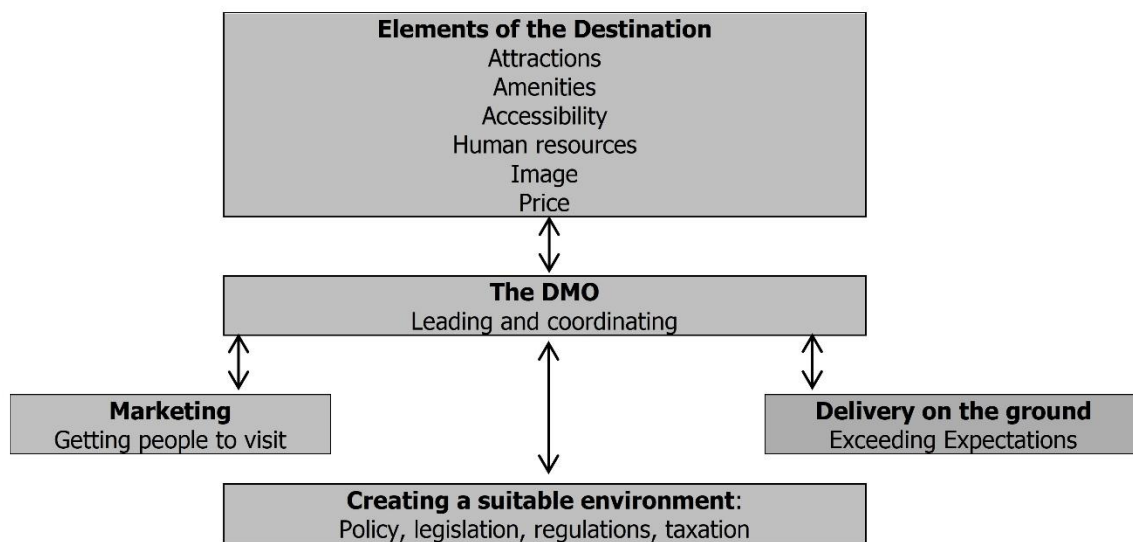 Elements of the Destination
Attractions
Amenities
Accessibility
Human resources
Image
Price
The DMO
Leading and coordinating
Marketing
Getting people to visit
Delivery on the ground
Exceeding Expectations
Creating a suitable environment:
Policy, legislation, regulations, taxation